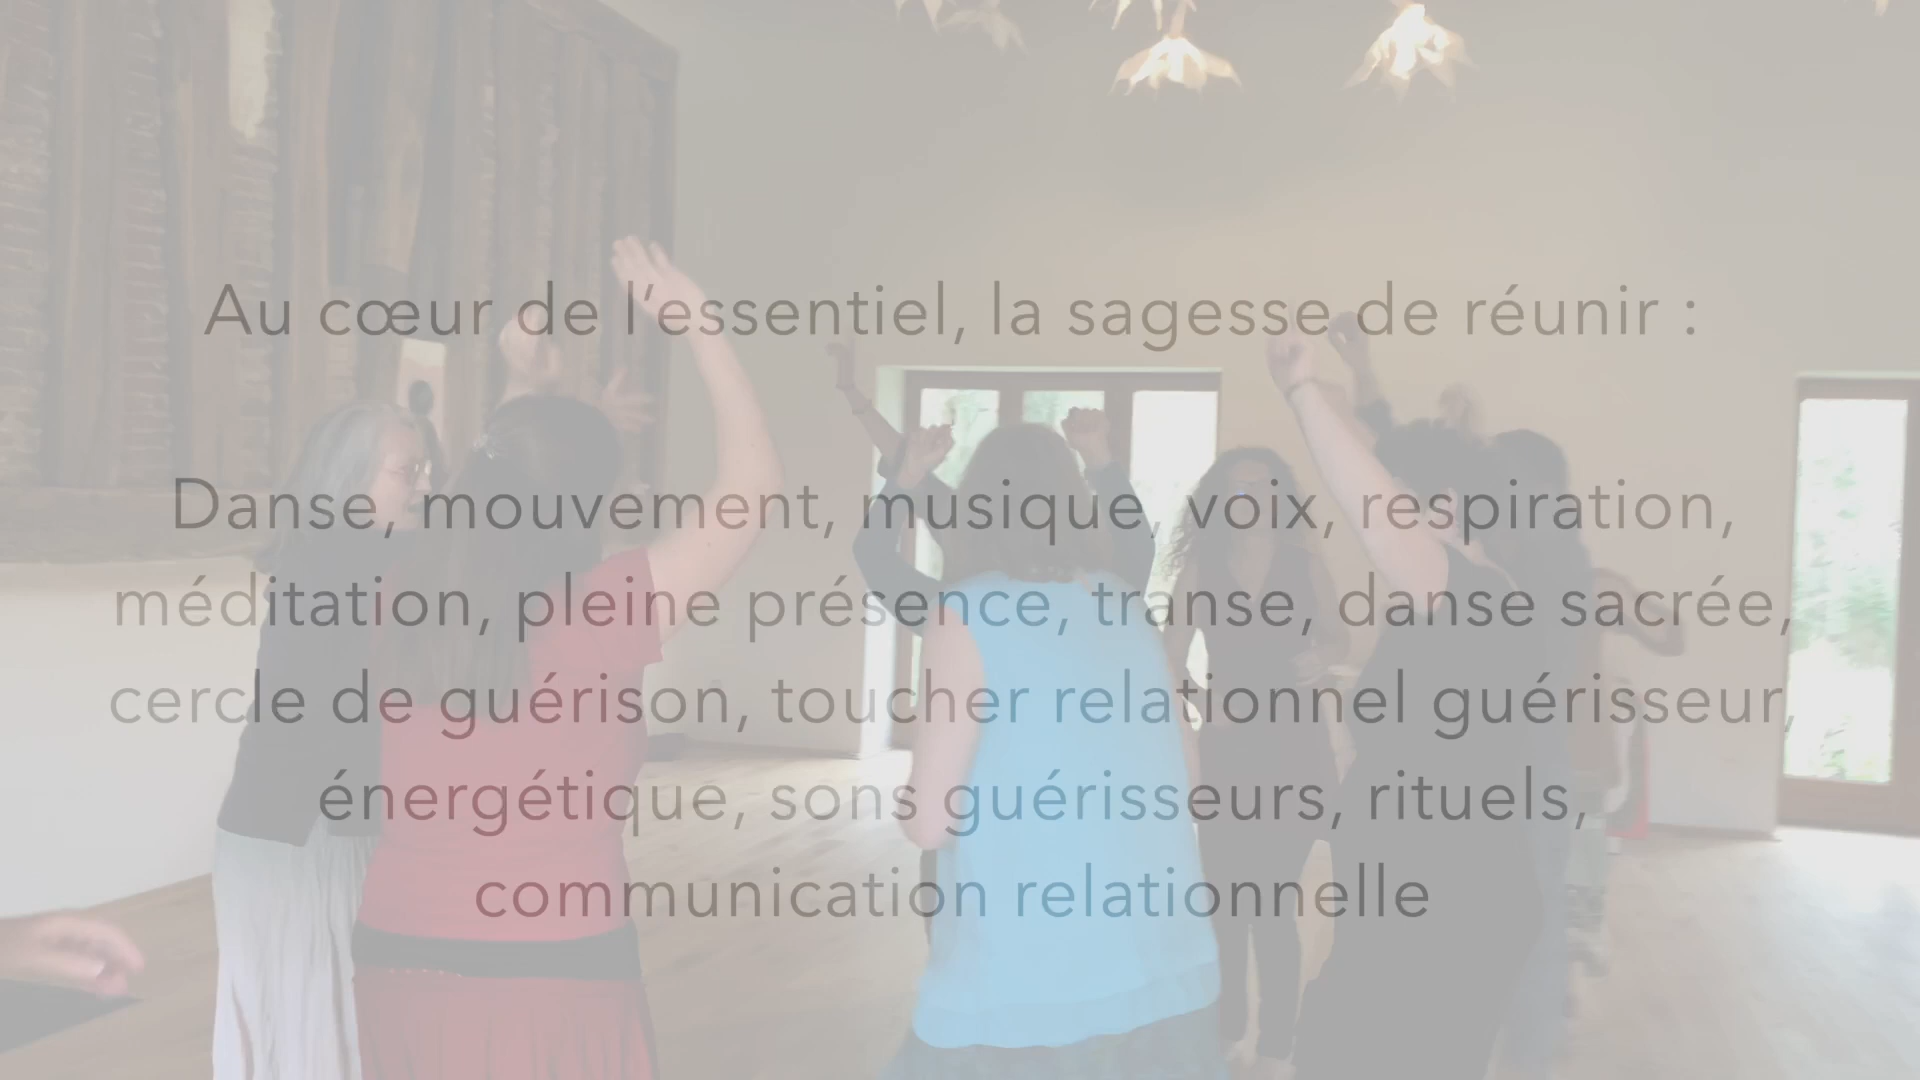 Au cœur de l’essentiel, la sagesse de réunir :
Danse, mouvement, musique, voix, respiration,
méditation, pleine présence, transe, danse sacrée,
cercle de guérison, toucher relationnel guérisseur,
énergétique, sons guérisseurs, rituels,
communication relationnelle